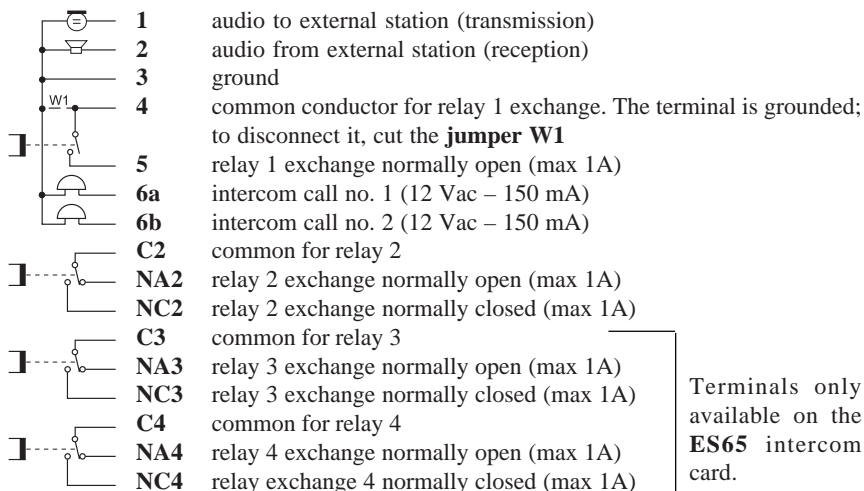 1 audio to external station (transmission)
2 audio from external station (reception)
3 ground
W1
4 common conductor for relay 1 exchange. The terminal is grounded;
to disconnect it, cut the jumper W1
5 relay 1 exchange normally open (max 1A)
6a intercom call no. 1 (12 Vac – 150 mA)
6b intercom call no. 2 (12 Vac – 150 mA)
C2 common for relay 2
NA2 relay 2 exchange normally open (max 1A)
NC2 relay 2 exchange normally closed (max 1A)
C3 common for relay 3
NA3 relay 3 exchange normally open (max 1A)
NC3 relay 3 exchange normally closed (max 1A)
C4 common for relay 4
NA4 relay 4 exchange normally open (max 1A)
NC4 relay exchange 4 normally closed (max 1A)
Terminals only
available on the
ES65 intercom
card.